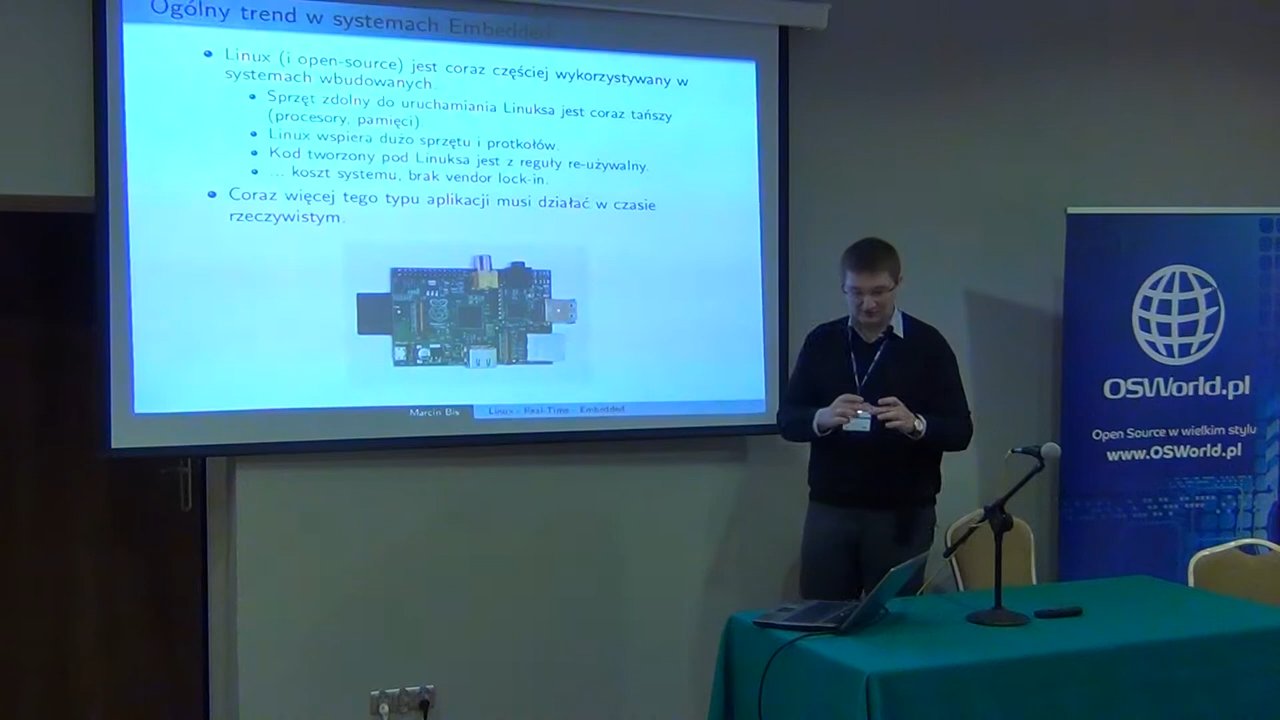 Ogólny trend w systemach Embedded
Linux (i open-source) jest coraz częściej wykorzystywany w
systemach wbudowanych.
Sprzęt zdolny do uruchamiania Linuksa jest coraz tańszy
(procesory, pamięci)
Linux wspiera dużo sprzętu i protkołów.
Kod tworzony pod Linuksa jest z reguły re-używalny.
... koszt systemu, brak vendor lock-in.
Coraz więcej tego typu aplikacji musi działać w czasie
rzeczywistym.
Marcin Bis
Linux - Real-Time - Embedded
OSWorld.pl
Open Source w wielkim stylu
www.OSWorld.pl